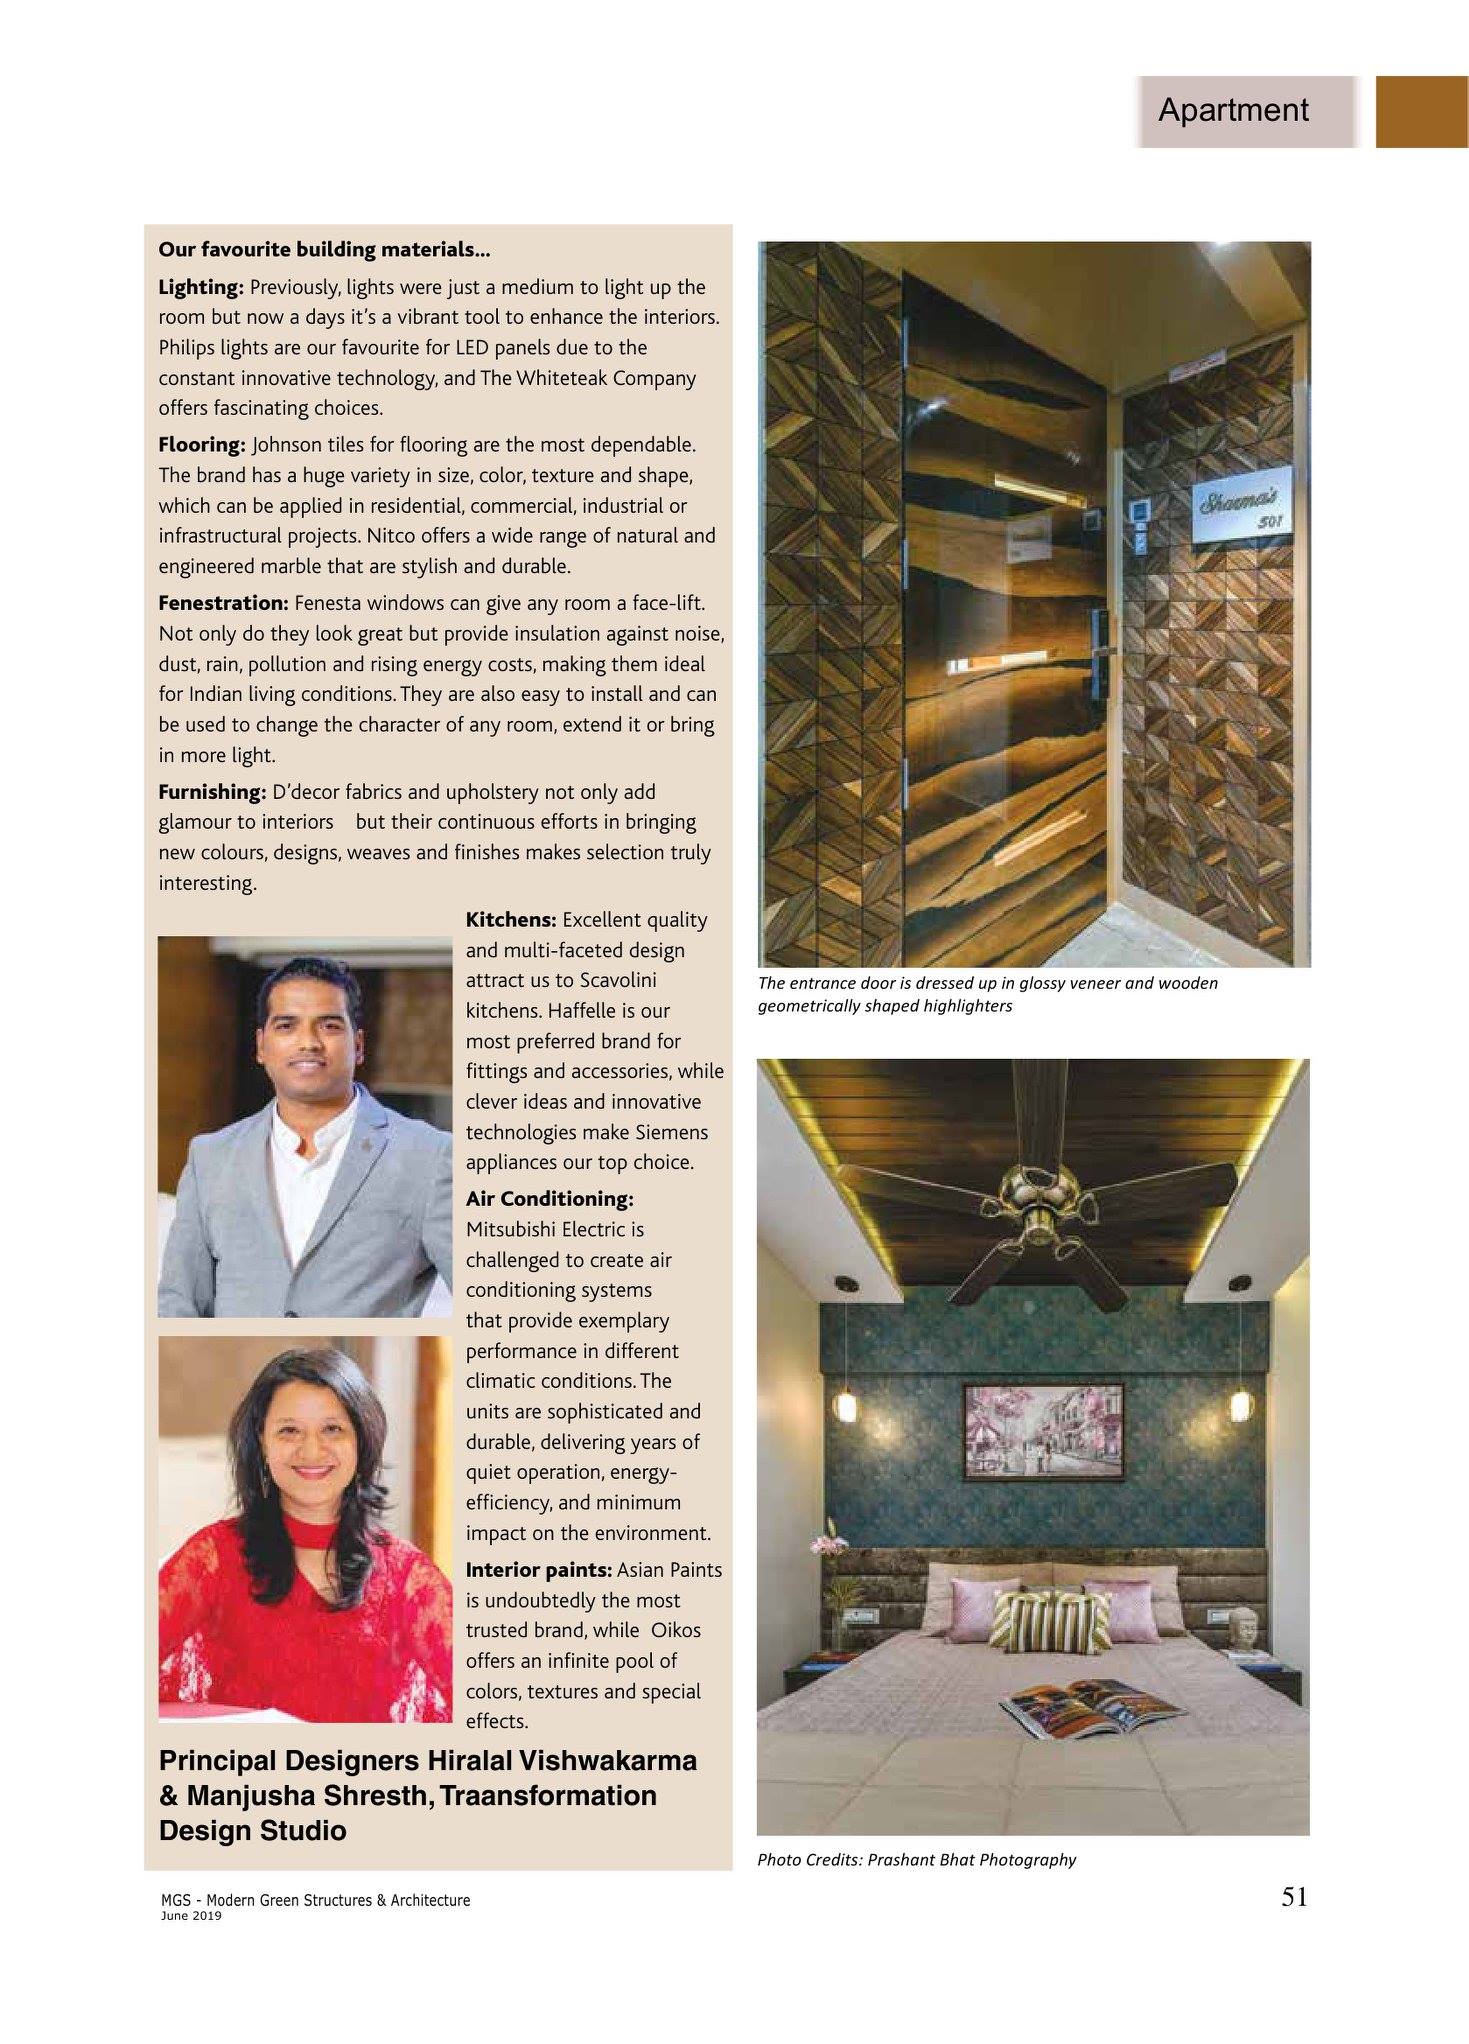 Apartment
Our favourite building materials...
Lighting: Previously, lights were just a medium to light up the
room but now a days it's a vibrant tool to enhance the interiors.
Philips lights are our favourite for LED panels due to the
constant innovative technology, and The Whiteteak Company
offers fascinating choices.
Flooring: Johnson tiles for flooring are the most dependable.
The brand has a huge variety in size, color, texture and shape,
which can be applied in residential, commercial, industrial or
infrastructural projects. Nitco offers a wide range of natural and
engineered marble that are stylish and durable.
Fenestration: Fenesta windows can give any room a face-lift.
Not only do they look great but provide insulation against noise,
dust, rain, pollution and rising energy costs, making them ideal
for Indian living conditions. They are also easy to install and can
be used to change the character of any room, extend it or bring
in more light.
Furnishing: D'decor fabrics and upholstery not only add
glamour to interiors but their continuous efforts in bringing
new colours, designs, weaves and finishes makes selection truly
interesting.
Kitchens: Excellent quality
and multi-faceted design
attract us to Scavolini
kitchens. Haffelle is our
most preferred brand for
fittings and accessories, while
clever ideas and innovative
technologies make Siemens
appliances our top choice.
Air Conditioning:
Mitsubishi Electric is
challenged to create air
conditioning systems
that provide exemplary
performance in different
climatic conditions. The
units are sophisticated and
durable, delivering years of
quiet operation, energy-
efficiency, and minimum
impact on the environment.
Interior paints: Asian Paints
is undoubtedly the most
trusted brand, while Oikos
offers an infinite pool of
colors, textures and special
effects.
Principal Designers Hiralal Vishwakarma
& Manjusha Shresth, Traansformation
Design Studio
Sharma's
501
The entrance door is dressed up in glossy veneer and wooden
geometrically shaped highlighters
Photo Credits: Prashant Bhat Photography
MGS - Modern Green Structures & Architecture
June 2019
51